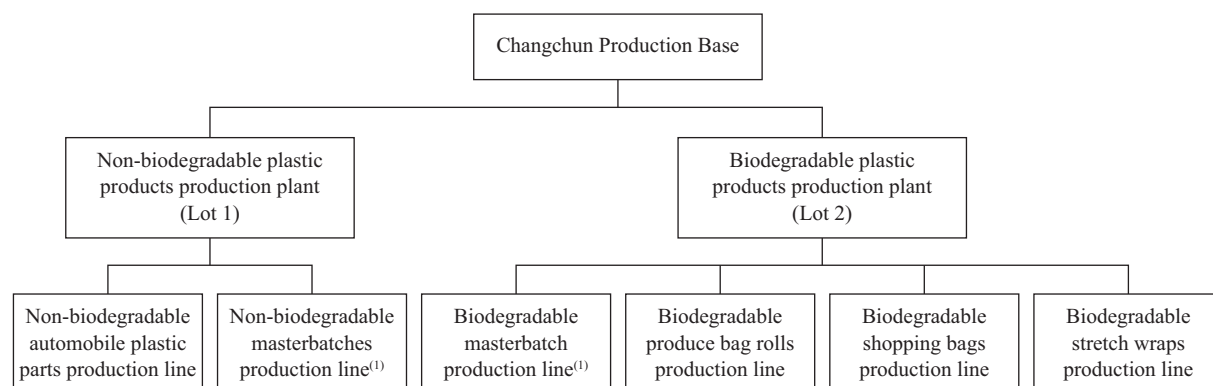 Changchun Production Base
Non-biodegradable plastic
products production plant
(Lot 1)
Biodegradable plastic
products production plant
(Lot 2)
Non-biodegradable
automobile plastic
parts production line
Non-biodegradable
masterbatches
production line(1)
Biodegradable
masterbatch
production line(1)
Biodegradable
produce bag rolls
production line
Biodegradable
shopping bags
production line
Biodegradable
stretch wraps
production line